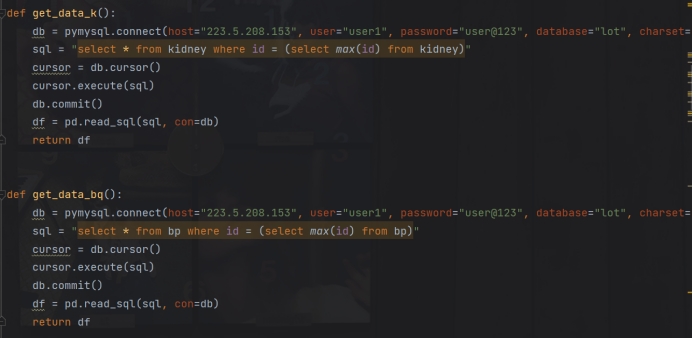 def get_data_k():
db = pymysql.connect(host="223.5.208.153", user="user1", password="user@123", database="lot", charset=
sql = "select * from kidney where id = (select max(id) from kidney)"
cursor = db.cursor()
cursor.execute(sql)
db.commit()
df = pd.read_sql(sql, con=db)
return df
def get_data_bq():
db = pymysql.connect(host="223.5.208.153", user="user1", password="user@123", database="lot", charset=
sql = "select * from bp where id = (select max(id) from bp)"
cursor = db.cursor()
cursor.execute(sql)
db.commit()
df = pd.read_sql(sql, con=db)
return df